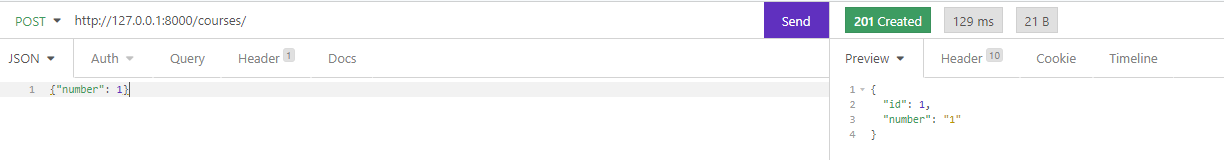 POST http://127.0.0.1:8000/courses/ Send 201 Created 129 ms 21 B
JSON Auth Query Header 1 Docs Preview Header 10 Cookie Timeline
1 {"number": 1}
1 {
2 "id": 1,
3 "number": "1"
4 }